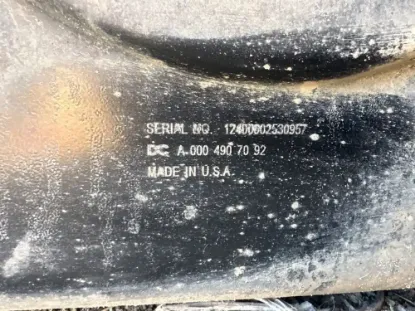 SERIAL NO. 12400002530957
DC A 000 490 70 92
MADE IN U.S.A.